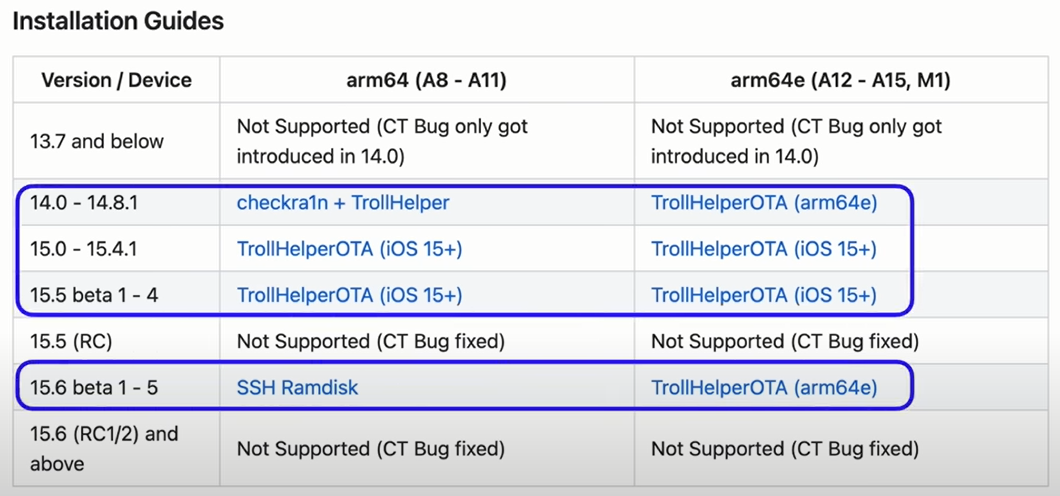 Installation Guides
Version / Device arm64 (A8 - A11) arm64e (A12 - A15, M1)
13.7 and below Not Supported (CT Bug only got introduced in 14.0) Not Supported (CT Bug only got introduced in 14.0)
14.0 - 14.8.1 checkra1n + TrollHelper TrollHelperOTA (arm64e)
15.0 - 15.4.1 TrollHelperOTA (iOS 15+) TrollHelperOTA (iOS 15+)
15.5 beta 1 - 4 TrollHelperOTA (iOS 15+) TrollHelperOTA (iOS 15+)
15.5 (RC) Not Supported (CT Bug fixed) Not Supported (CT Bug fixed)
15.6 beta 1 - 5 SSH Ramdisk TrollHelperOTA (arm64e)
15.6 (RC1/2) and above Not Supported (CT Bug fixed) Not Supported (CT Bug fixed)